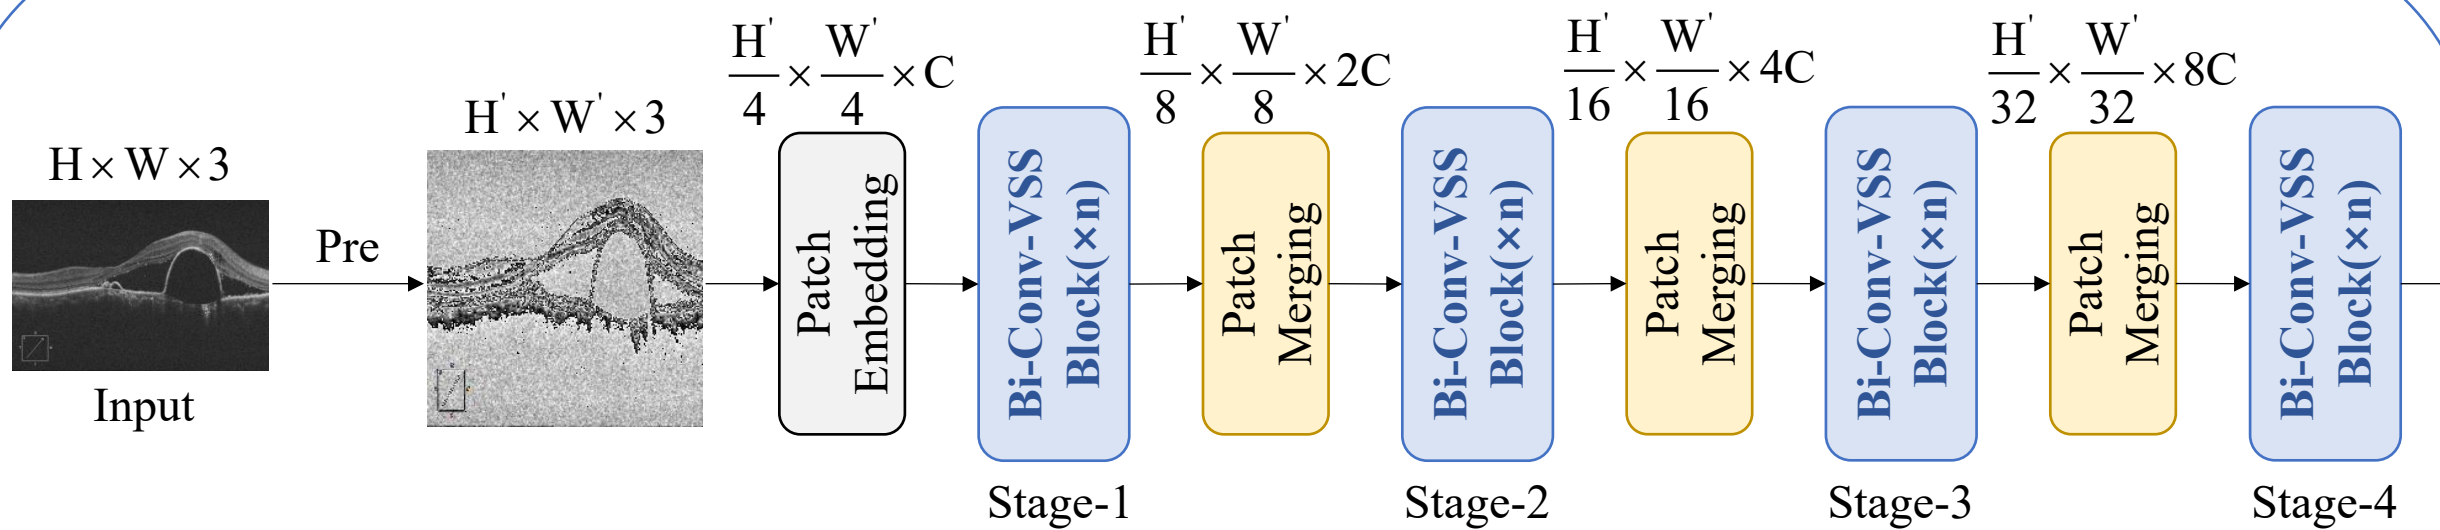 H × W × 3
Input
Pre
H' × W' × 3
H'/4 × W'/4 × C
Patch
Embedding
Bi-Conv-VSS
Block(×n)
Stage-1
H'/8 × W'/8 × 2C
Patch
Merging
Bi-Conv-VSS
Block(×n)
Stage-2
H'/16 × W'/16 × 4C
Patch
Merging
Bi-Conv-VSS
Block(×n)
Stage-3
H'/32 × W'/32 × 8C
Patch
Merging
Bi-Conv-VSS
Block(×n)
Stage-4